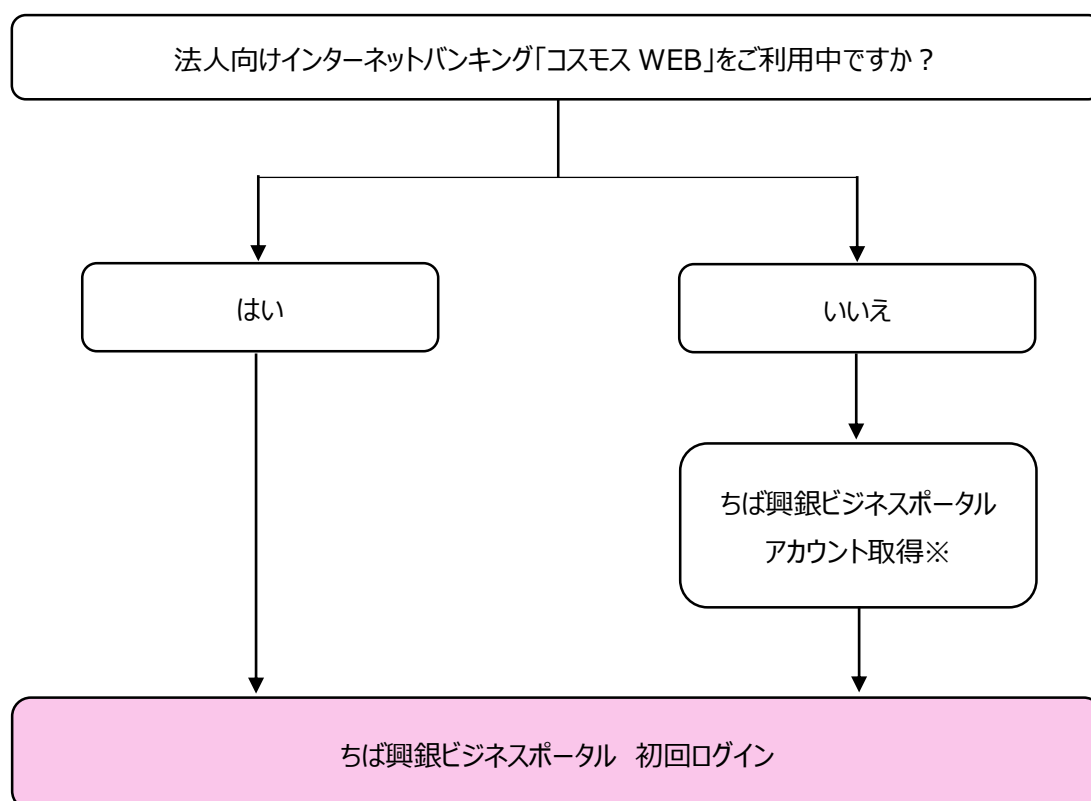 法人向けインターネットバンキング「コスモス WEB」をご利用中ですか？
はい
いいえ
ちば興銀ビジネスポータル
アカウント取得※
ちば興銀ビジネスポータル　初回ログイン